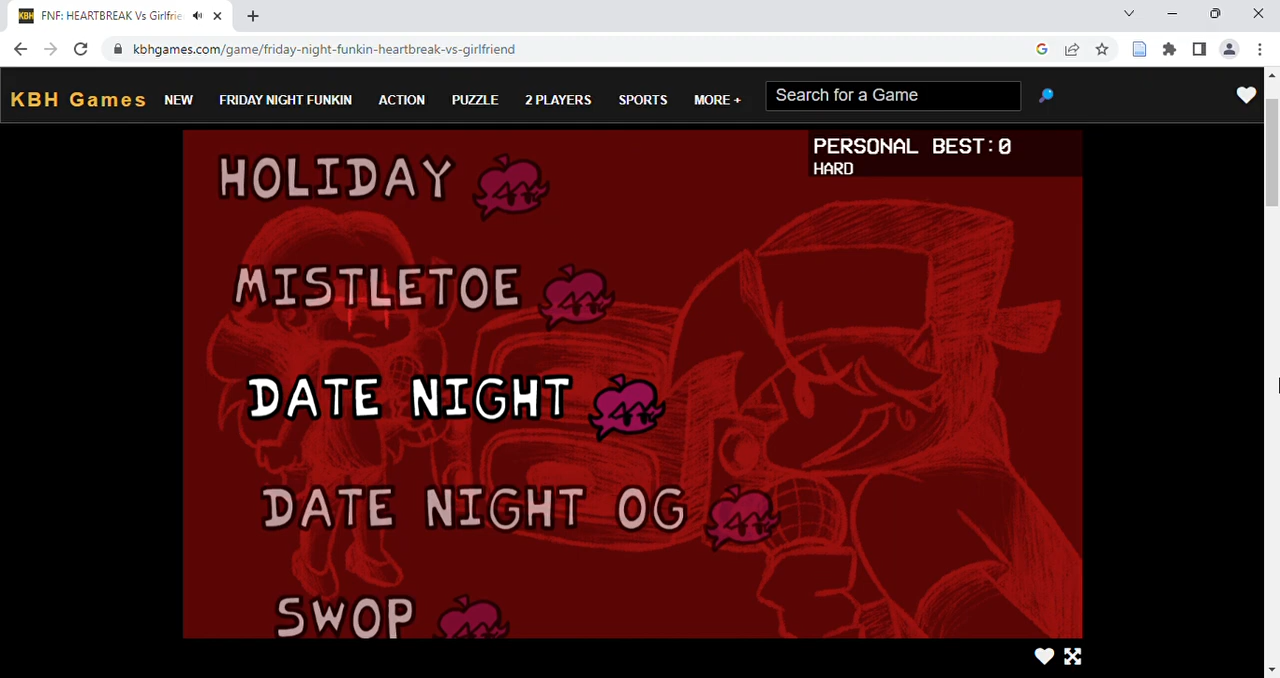 KBH FNF: HEARTBREAK Vs Girlfrie
kbhgames.com/game/friday-night-funkin-heartbreak-vs-girlfriend
KBH Games NEW FRIDAY NIGHT FUNKIN ACTION PUZZLE 2 PLAYERS SPORTS MORE + Search for a Game
PERSONAL BEST:0
HARD
HOLIDAY
MISTLETOE
DATE NIGHT
DATE NIGHT OG
SWOP